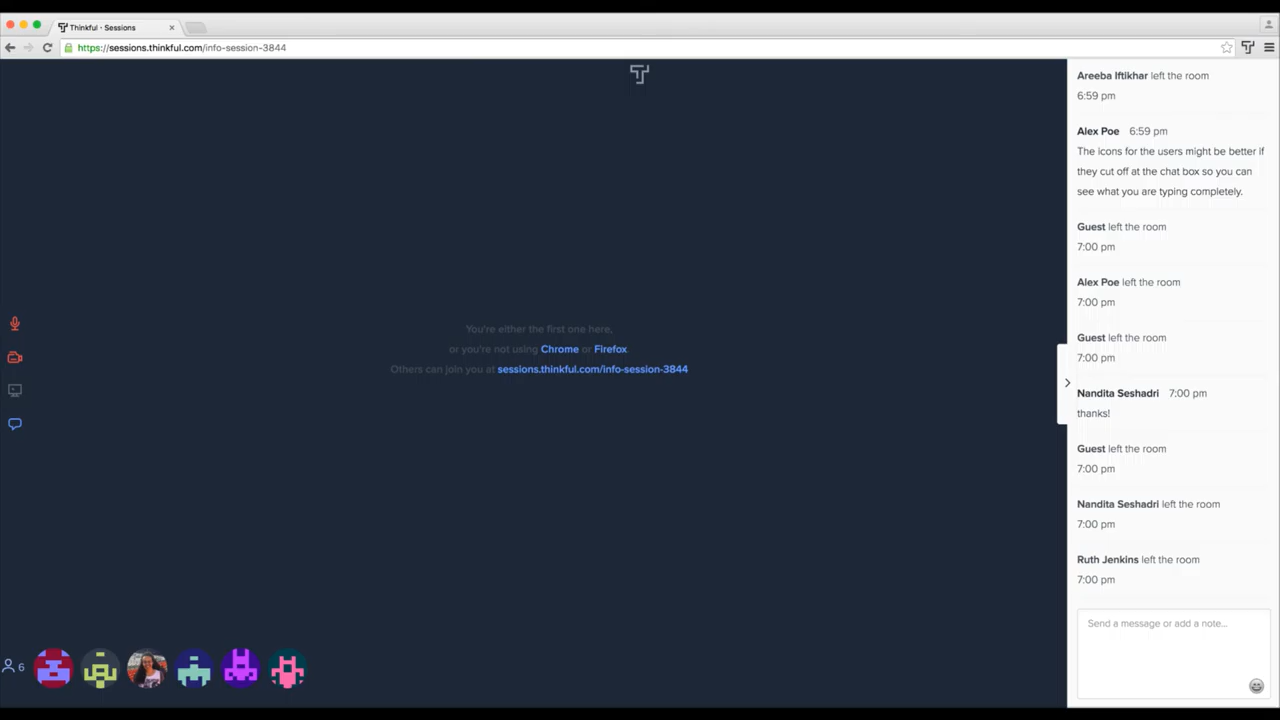 Thinkful - Sessions
https://sessions.thinkful.com/info-session-3844
Areeba Iftikhar left the room
6:59 pm
Alex Poe 6:59 pm
The icons for the users might be better if
they cut off at the chat box so you can
see what you are typing completely.
Guest left the room
7:00 pm
Alex Poe left the room
7:00 pm
Guest left the room
7:00 pm
Nandita Seshadri 7:00 pm
thanks!
Guest left the room
7:00 pm
Nandita Seshadri left the room
7:00 pm
Ruth Jenkins left the room
7:00 pm
Send a message or add a note...
You're either the first one here,
or you're not using Chrome or Firefox
Others can join you at sessions.thinkful.com/info-session-3844
6